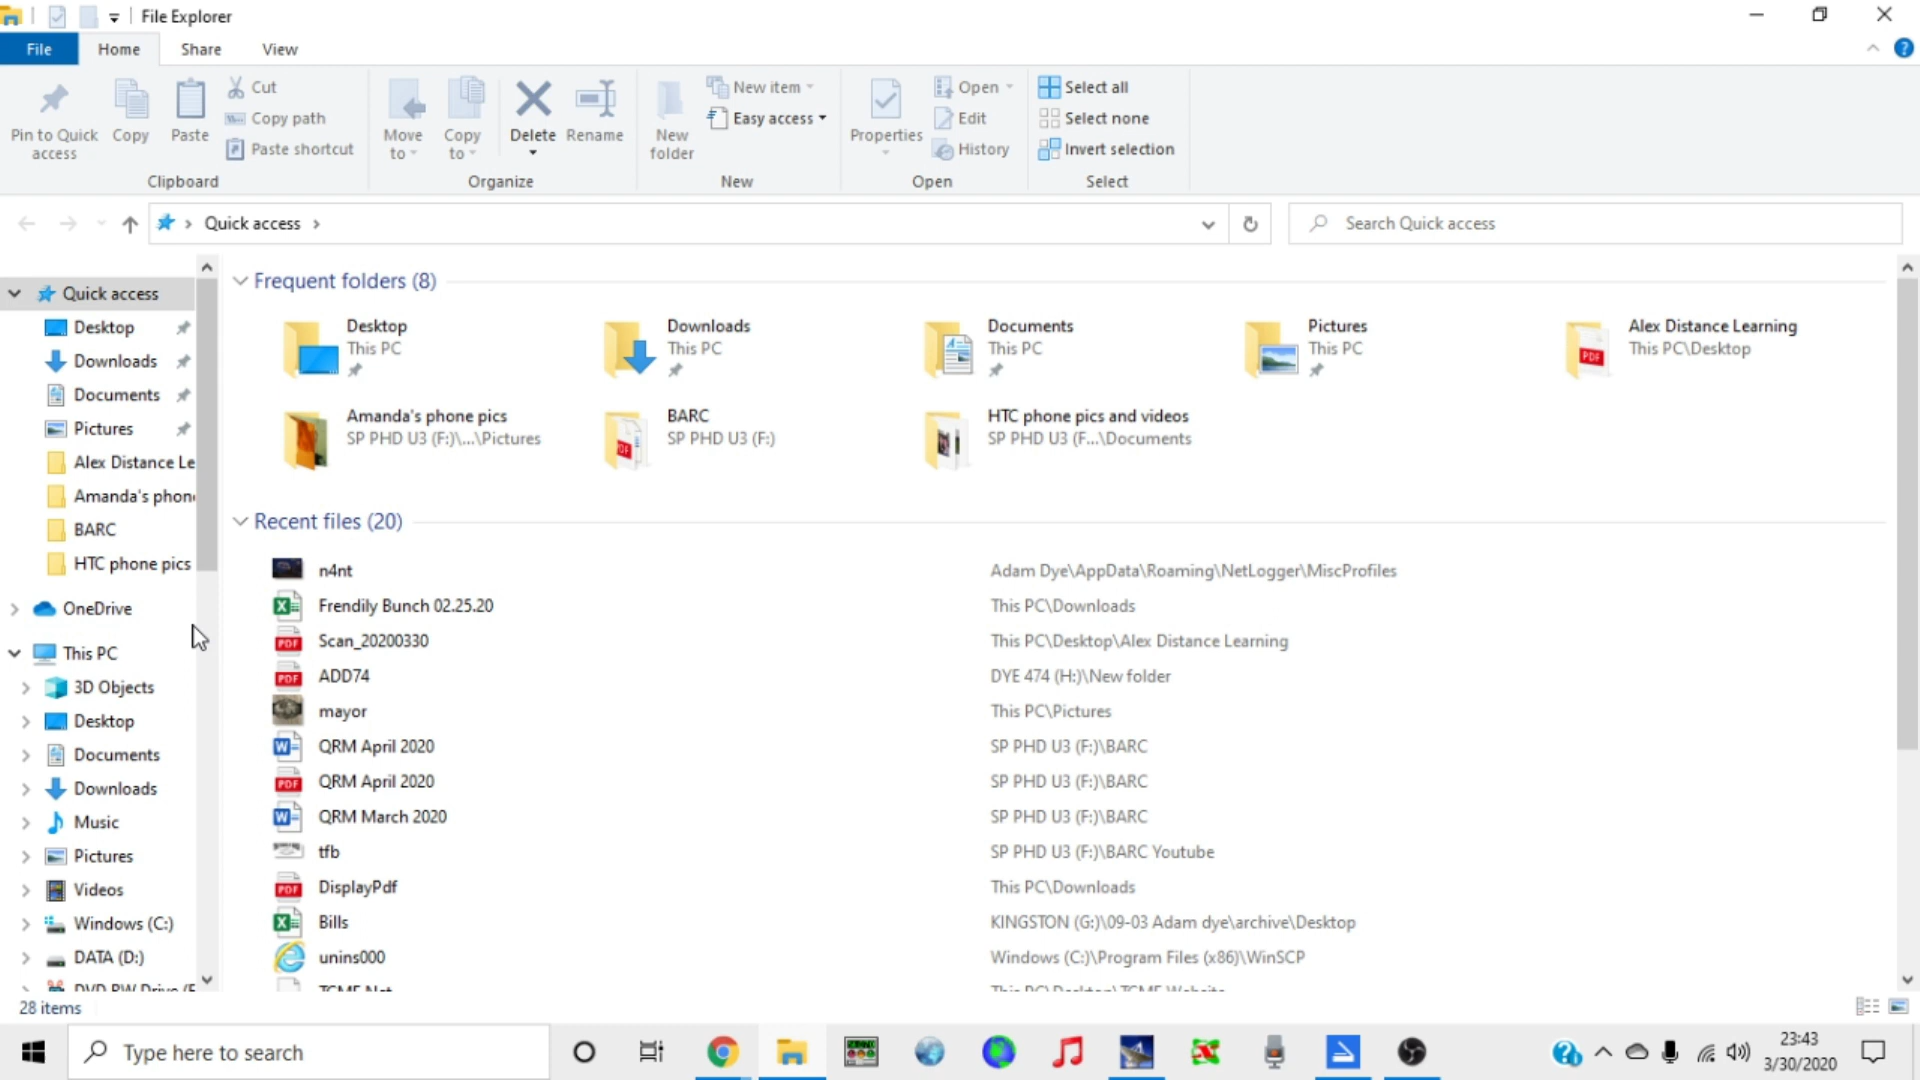 File Explorer
File Home Share View
Pin to Quick access
Copy
Paste
Cut
Copy path
Paste shortcut
Clipboard
Move to
Copy to
Delete
Rename
Organize
New folder
New item
Easy access
New
Properties
Open
Edit
History
Open
Select all
Select none
Invert selection
Select
Quick access
Search Quick access
Quick access
Desktop
Downloads
Documents
Pictures
Alex Distance Le
Amanda's phon
BARC
HTC phone pics
OneDrive
This PC
3D Objects
Desktop
Documents
Downloads
Music
Pictures
Videos
Windows (C:)
DATA (D:)
DVD RW Drive (E
Frequent folders (8)
Desktop
This PC
Downloads
This PC
Documents
This PC
Pictures
This PC
Alex Distance Learning
This PC\Desktop
Amanda's phone pics
SP PHD U3 (F:)\...\Pictures
BARC
SP PHD U3 (F:)
HTC phone pics and videos
SP PHD U3 (F...\Documents
Recent files (20)
n4nt Adam Dye\AppData\Roaming\NetLogger\MiscProfiles
Frendily Bunch 02.25.20 This PC\Downloads
Scan_20200330 This PC\Desktop\Alex Distance Learning
ADD74 DYE 474 (H:)\New folder
mayor This PC\Pictures
QRM April 2020 SP PHD U3 (F:)\BARC
QRM April 2020 SP PHD U3 (F:)\BARC
QRM March 2020 SP PHD U3 (F:)\BARC
tfb SP PHD U3 (F:)\BARC Youtube
DisplayPdf This PC\Downloads
Bills KINGSTON (G:)\09-03 Adam dye\archive\Desktop
unins000 Windows (C:)\Program Files (x86)\WinSCP
This PC\Desktop\ Website
28 items
Type here to search
23:43
3/30/2020